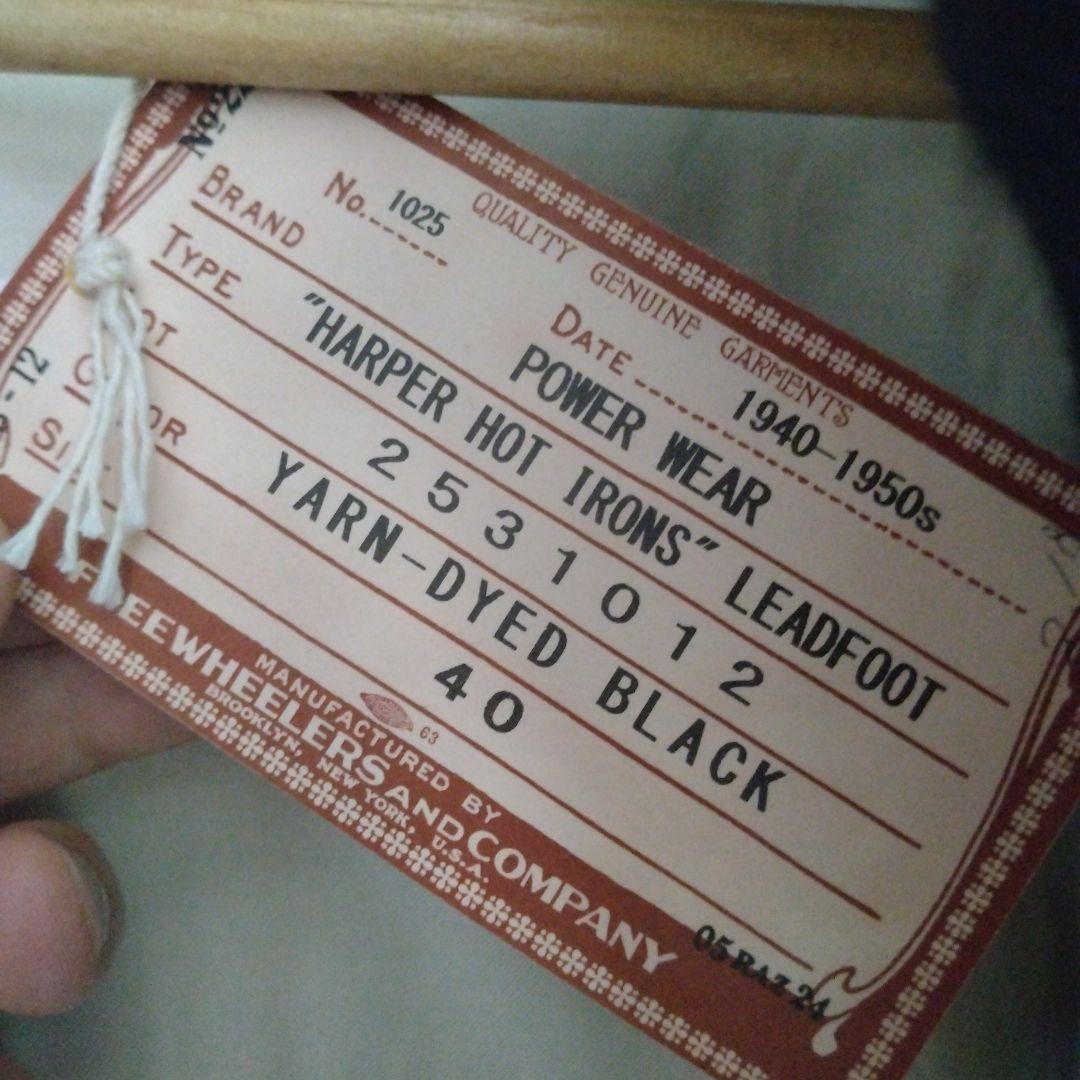 QUALITY GENUINE GARMENTS
No. 1025
DATE 1940–1950s
BRAND POWER WEAR
TYPE "HARPER HOT IRONS" LEADFOOT
2531012
YARN–DYED BLACK
40
63
MANUFACTURED BY
FREEWHEELERS AND COMPANY
BROOKLYN, NEW YORK, U.S.A.